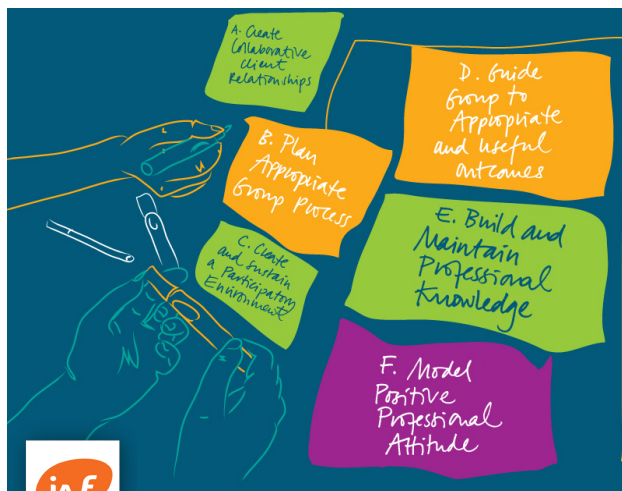 A. Create
Collaborative
Client
Relationships
B. Plan
Appropriate
Group Process
C. Create
and Sustain
a Participatory
Environment
D. Guide
Group to
Appropriate
and useful
outcomes
E. Build and
Maintain
Professional
Knowledge
F. Model
Positive
Professional
Attitude
iaf